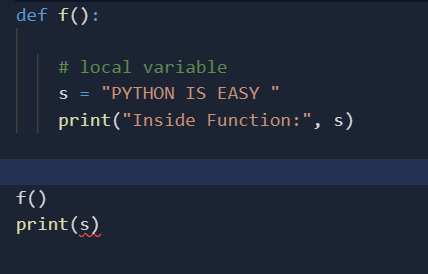 def f():
# local variable
s = "PYTHON IS EASY "
print("Inside Function:", s)
f()
print(s)